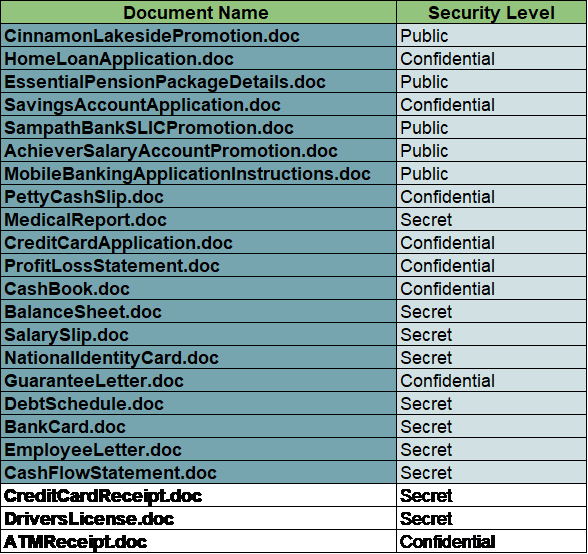 Document Name Security Level
CinnamonLakesidePromotion.doc Public
HomeLoanApplication.doc Confidential
EssentialPensionPackageDetails.doc Public
SavingsAccountApplication.doc Confidential
SampathBankSLICPromotion.doc Public
AchieverSalaryAccountPromotion.doc Public
MobileBankingApplicationInstructions.doc Public
PettyCashSlip.doc Confidential
MedicalReport.doc Secret
CreditCardApplication.doc Confidential
ProfitLossStatement.doc Confidential
CashBook.doc Confidential
BalanceSheet.doc Secret
SalarySlip.doc Secret
NationalIdentityCard.doc Secret
GuaranteeLetter.doc Confidential
DebtSchedule.doc Secret
BankCard.doc Secret
EmployeeLetter.doc Secret
CashFlowStatement.doc Secret
CreditCardReceipt.doc Secret
DriversLicense.doc Secret
ATMReceipt.doc Confidential